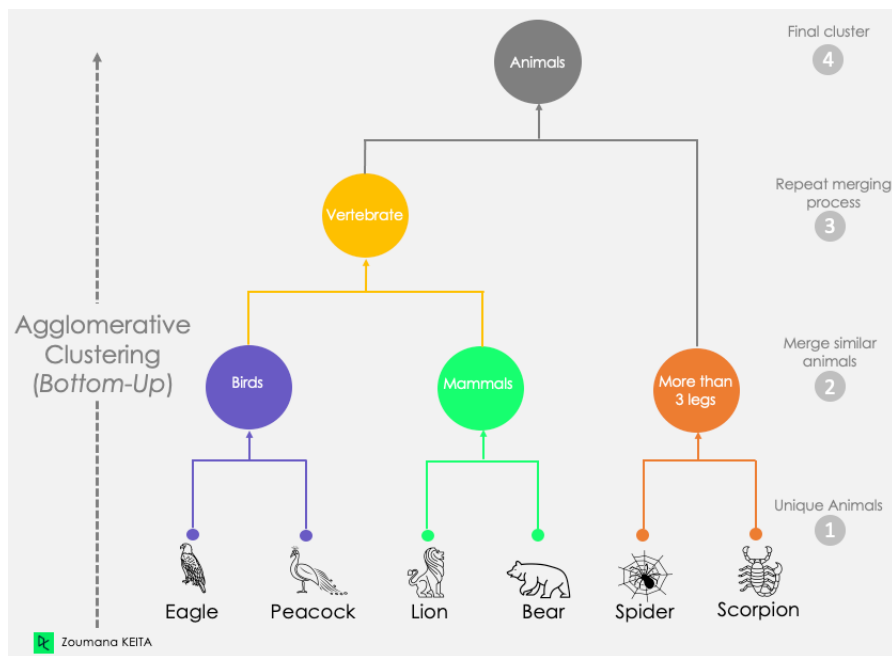 Final cluster
4
Animals
Repeat merging
process
3
Vertebrate
Agglomerative
Clustering
(Bottom-Up)
Merge similar
animals
2
Birds
Mammals
More than
3 legs
Unique Animals
1
Eagle
Peacock
Lion
Bear
Spider
Scorpion
Zoumana KEITA